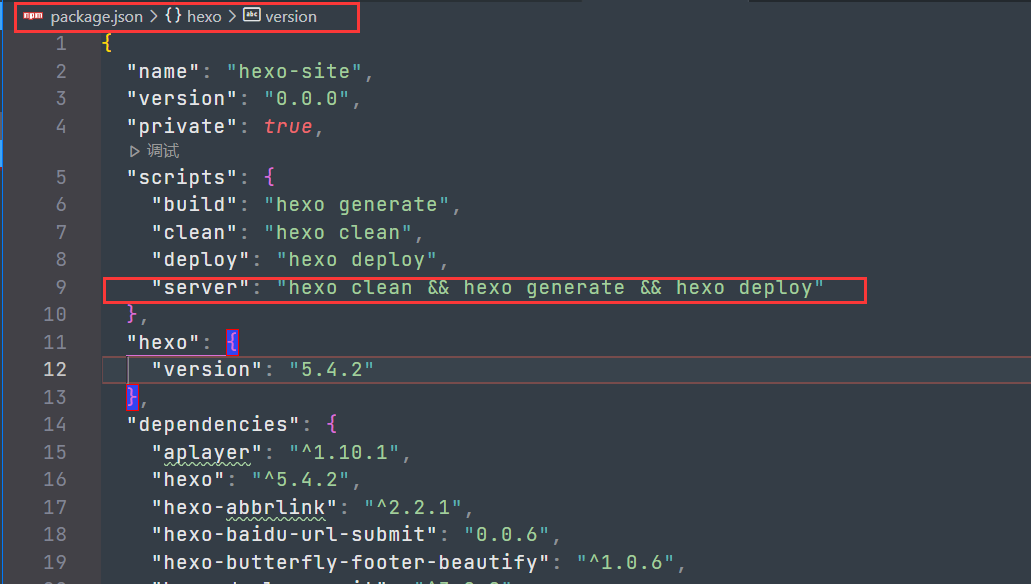 npm package.json > {} hexo > abc version
1 {
2 "name": "hexo-site",
3 "version": "0.0.0",
4 "private": true,
调试
5 "scripts": {
6 "build": "hexo generate",
7 "clean": "hexo clean",
8 "deploy": "hexo deploy",
9 "server": "hexo clean && hexo generate && hexo deploy"
10 },
11 "hexo": {
12 "version": "5.4.2"
13 },
14 "dependencies": {
15 "aplayer": "^1.10.1",
16 "hexo": "^5.4.2",
17 "hexo-abbrlink": "^2.2.1",
18 "hexo-baidu-url-submit": "0.0.6",
19 "hexo-butterfly-footer-beautify": "^1.0.6",